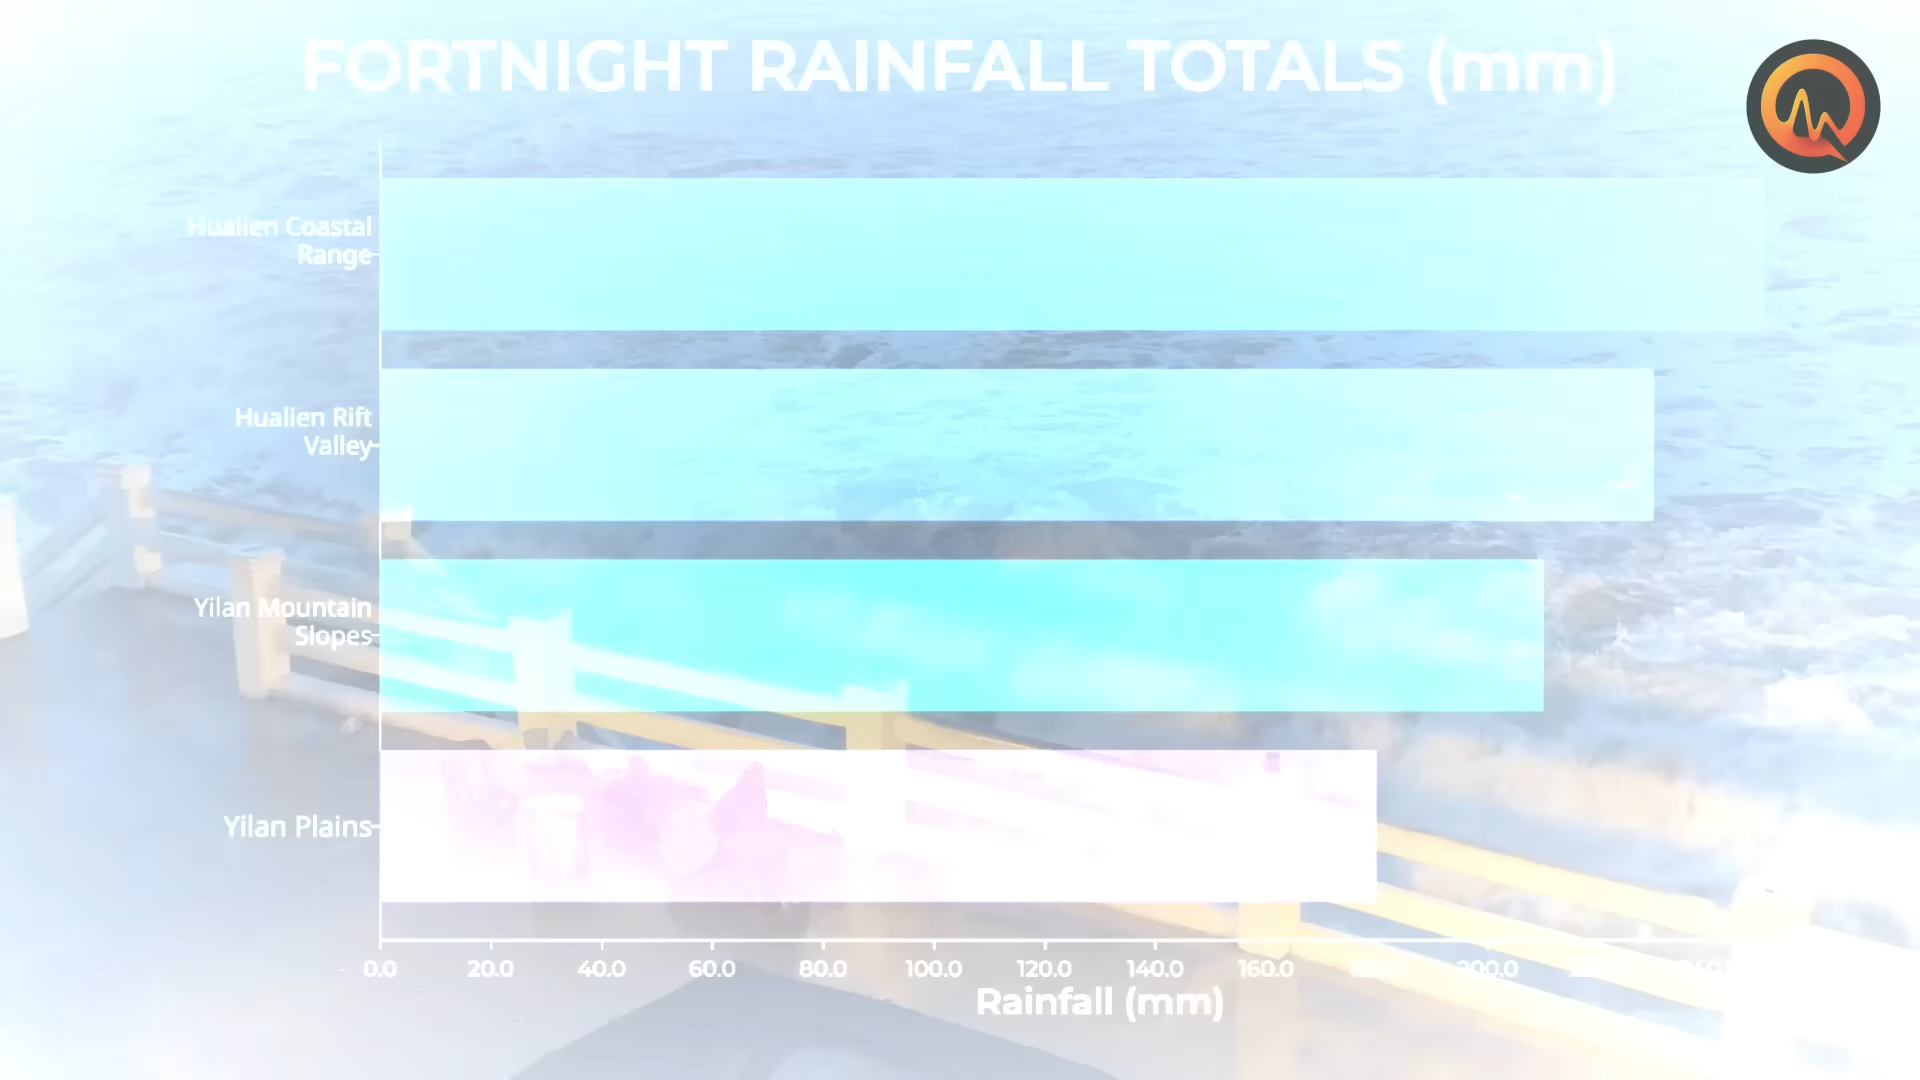 FORTNIGHT RAINFALL TOTALS (mm)
Hualien Coastal
Range
Hualien Rift
Valley
Yilan Mountain
Slopes
Yilan Plains
0.0 20.0 40.0 60.0 80.0 100.0 120.0 140.0 160.0 200.0
Rainfall (mm)